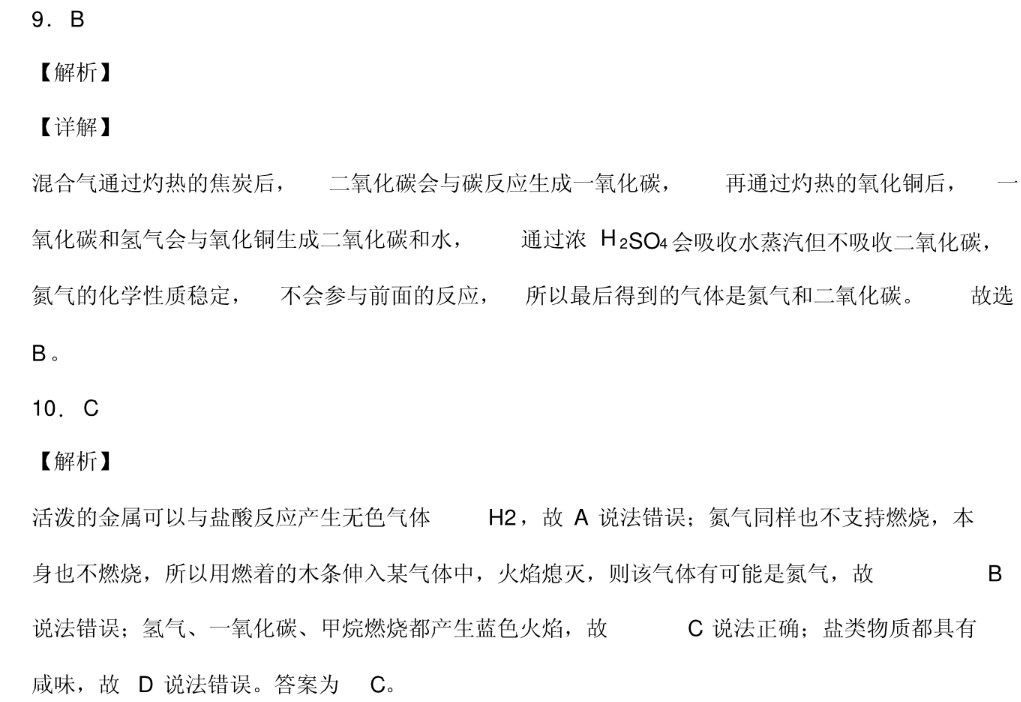 9． B
【解析】
【详解】
混合气通过灼热的焦炭后， 二氧化碳会与碳反应生成一氧化碳， 再通过灼热的氧化铜后， 一
氧化碳和氢气会与氧化铜生成二氧化碳和水， 通过浓 H2SO4会吸收水蒸汽但不吸收二氧化碳，
氮气的化学性质稳定， 不会参与前面的反应， 所以最后得到的气体是氮气和二氧化碳。 故选
B。
10． C
【解析】
活泼的金属可以与盐酸反应产生无色气体 H2，故 A 说法错误；氮气同样也不支持燃烧，本
身也不燃烧，所以用燃着的木条伸入某气体中，火焰熄灭，则该气体有可能是氮气，故 B
说法错误；氢气、一氧化碳、甲烷燃烧都产生蓝色火焰，故 C 说法正确；盐类物质都具有
咸味，故 D 说法错误。答案为 C。